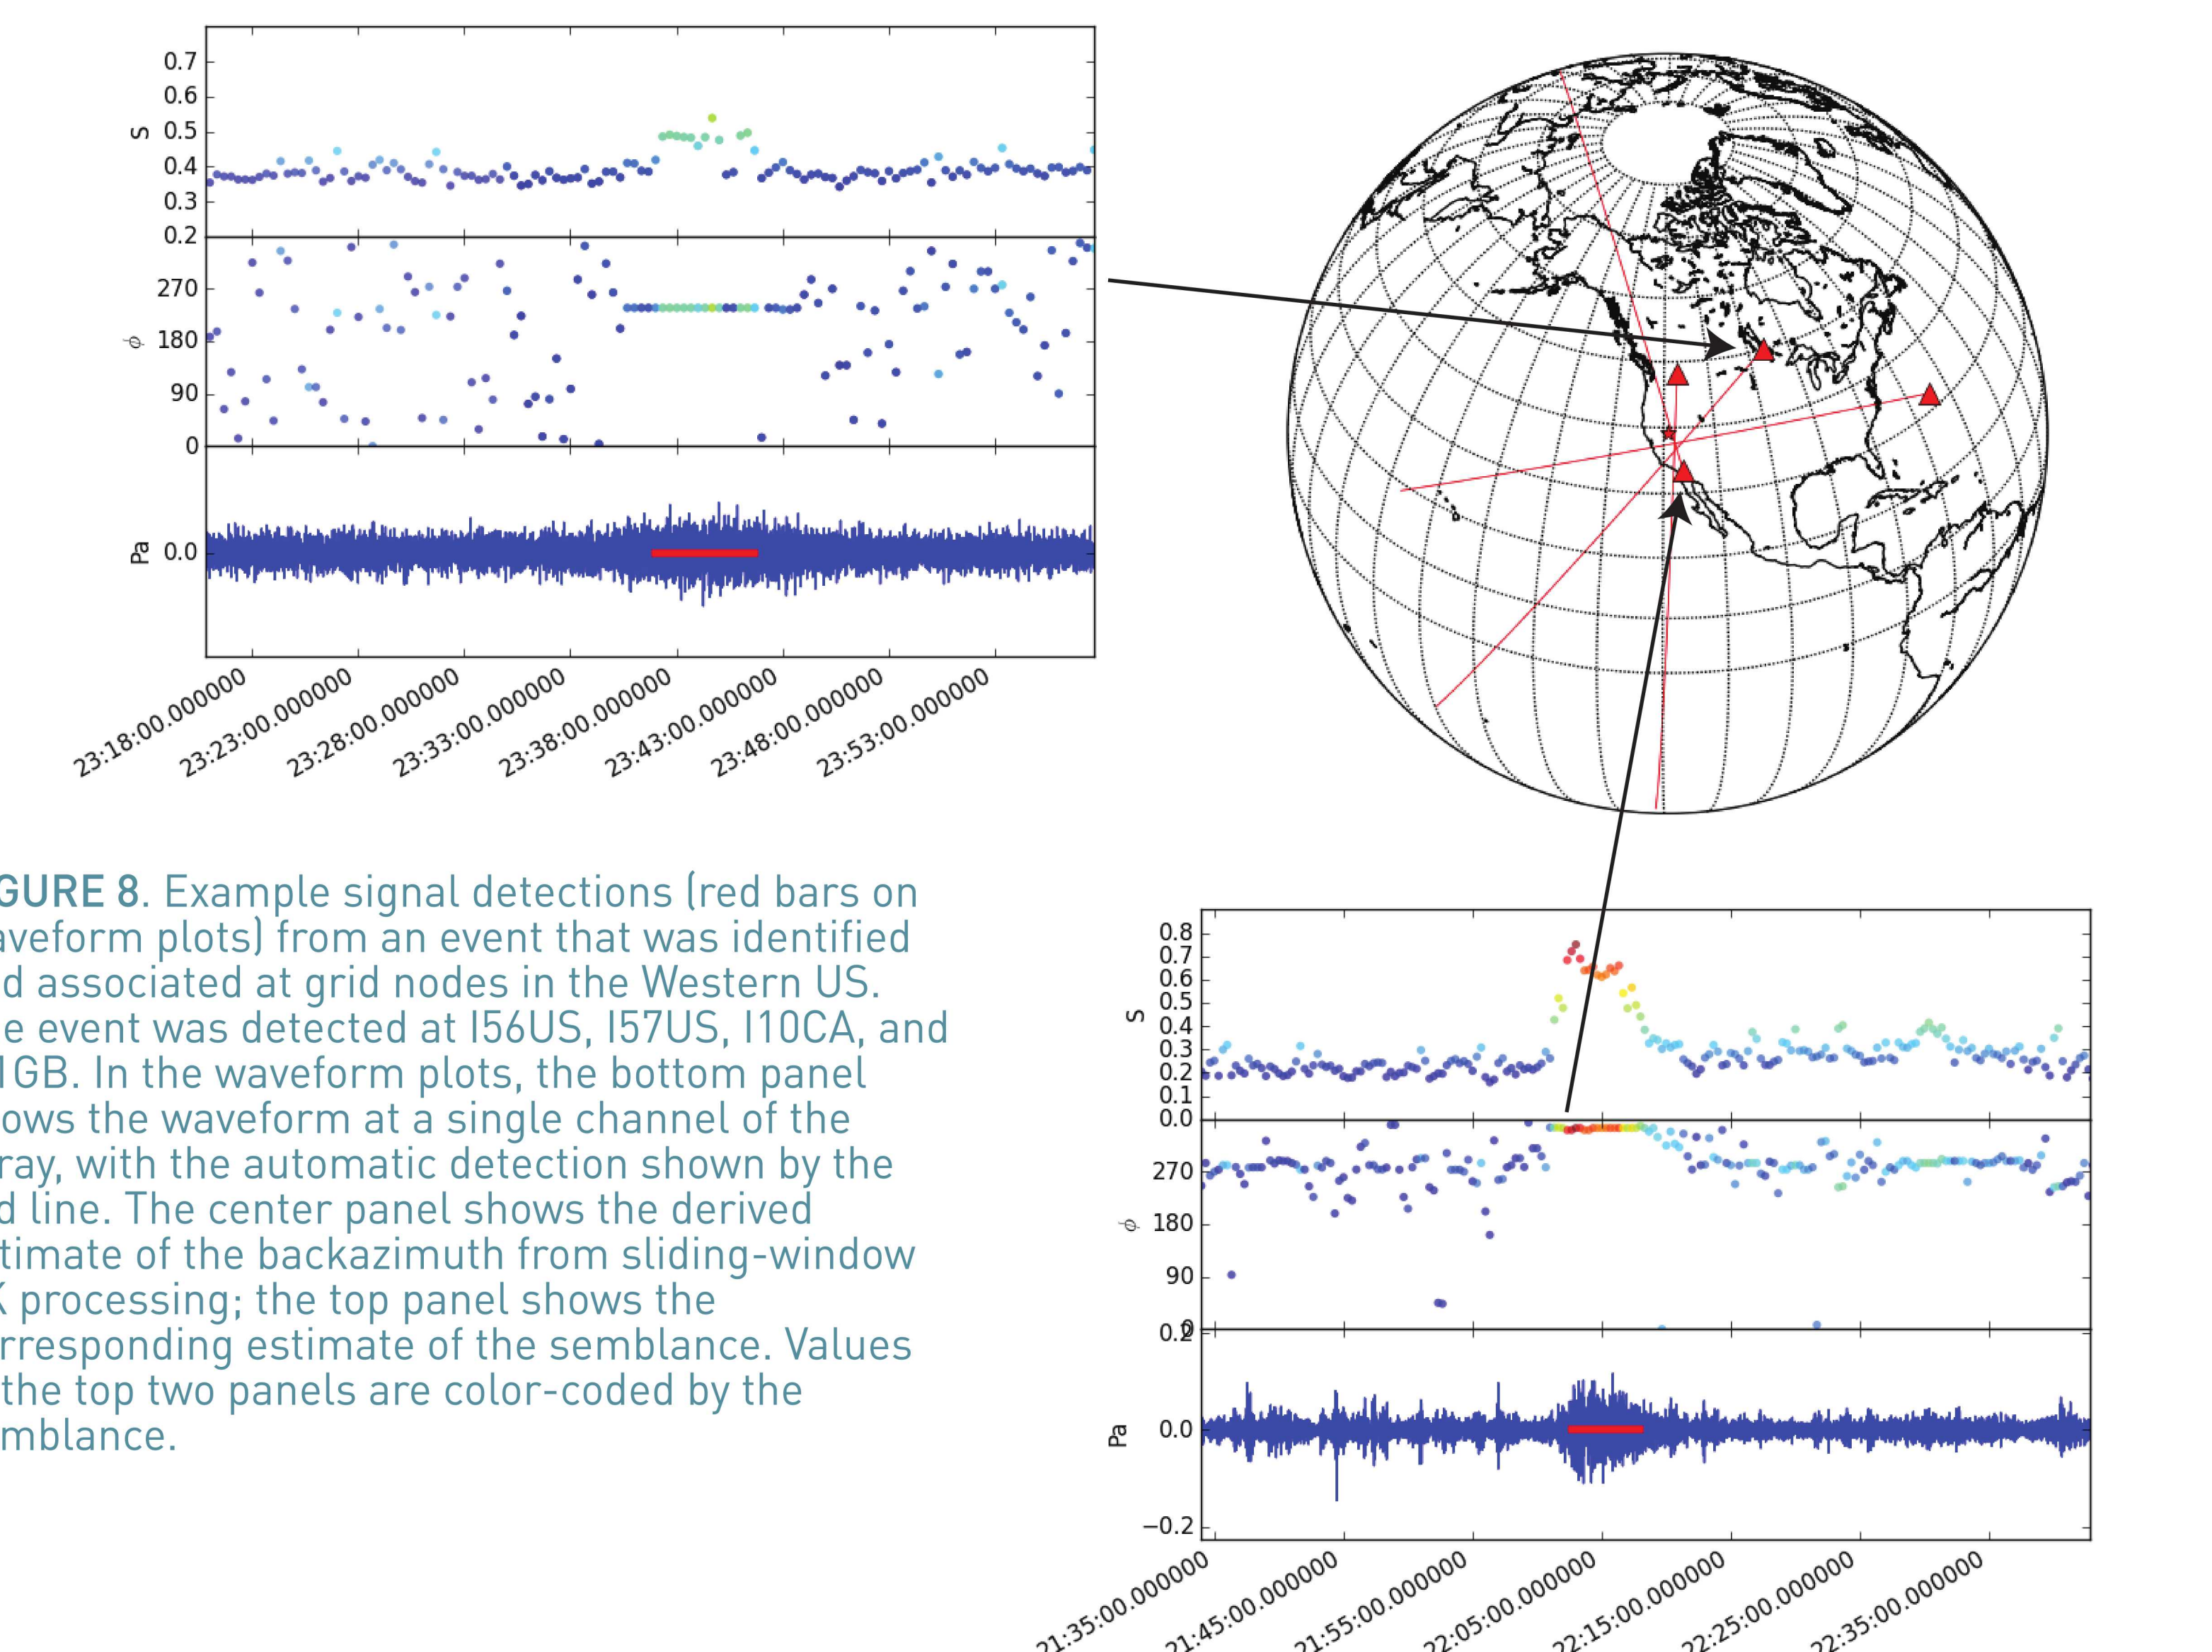 S
0.7
0.6
0.5
0.4
0.3
0.2
0.2
ϕ
270
180
90
0
Pa
0.0
23:18:00.000000
23:23:00.000000
23:28:00.000000
23:33:00.000000
23:38:00.000000
23:43:00.000000
23:48:00.000000
23:53:00.000000
GURE 8. Example signal detections (red bars on
aveform plots) from an event that was identified
d associated at grid nodes in the Western US.
e event was detected at I56US, I57US, I10CA, and
1GB. In the waveform plots, the bottom panel
ows the waveform at a single channel of the
ray, with the automatic detection shown by the
d line. The center panel shows the derived
timate of the backazimuth from sliding-window
K processing; the top panel shows the
rresponding estimate of the semblance. Values
the top two panels are color-coded by the
mblance.
S
0.8
0.7
0.6
0.5
0.4
0.3
0.2
0.1
0.0
ϕ
270
180
90
0
0.2
Pa
0.0
−0.2
21:35:00.000000
21:45:00.000000
21:55:00.000000
22:05:00.000000
22:15:00.000000
22:25:00.000000
22:35:00.000000